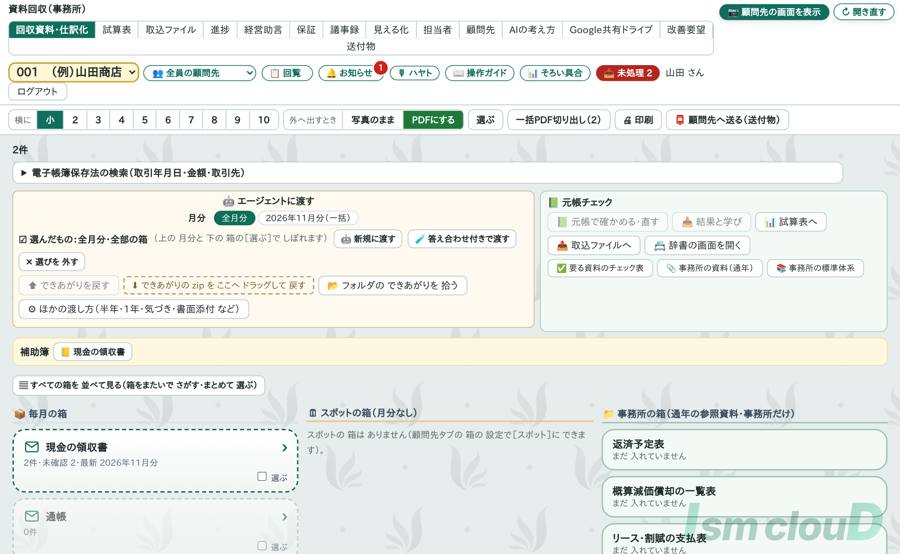 資料回収(事務所)
📷 顧問先の画面を表示
↻ 開き直す
回収資料・仕訳化 試算表 取込ファイル 進捗 経営助言 保証 議事録 見える化 担当者 顧問先 AIの考え方 Google共有ドライブ 改善要望
送付物
001 (例)山田商店
👥 全員の顧問先
📋 回覧
🔔 お知らせ 1
🎙 ハヤト
📖 操作ガイド
📊 そろい具合
📥 未処理 2
山田 さん
ログアウト
横に 小 2 3 4 5 6 7 8 9 10
外へ出すとき 写真のまま PDFにする
選ぶ
一括PDF切り出し(2)
🖨 印刷
📮 顧問先へ送る(送付物)
2件
▶ 電子帳簿保存法の検索(取引年月日・金額・取引先)
🤖 エージェントに渡す
月分 全月分 2026年11月分(一括)
☑ 選んだもの:全月分・全部の箱 (上の 月分と 下の 箱の[選ぶ]で しぼれます)
🤖 新規に渡す
🧪 答え合わせ付きで渡す
✕ 選びを 外す
⬆ できあがりを戻す
⬇ できあがりの zip を ここへ ドラッグして 戻す
📂 フォルダの できあがりを 拾う
⚙ ほかの渡し方(半年・1年・気づき・書面添付 など)
📗 元帳チェック
📗 元帳で確かめる・直す
📥 結果と学び
📊 試算表へ
📤 取込ファイルへ
📇 辞書の画面を開く
✅ 要る資料のチェック表
📎 事務所の資料(通年)
📚 事務所の標準体系
補助簿 📒 現金の領収書
☰ すべての箱を 並べて見る(箱をまたいで さがす・まとめて 選ぶ)
📦 毎月の箱
現金の領収書
2件・未確認 2・最新 2026年11月分
選ぶ
通帳
0件
選ぶ
🗓 スポットの箱(月分なし)
スポットの 箱は ありません(顧問先タブの 箱の 設定で[スポット]に できま
す)。
📁 事務所の箱(通年の参照資料・事務所だけ)
返済予定表
まだ 入れていません
概算減価償却の一覧表
まだ 入れていません
リース・割賦の支払表
まだ 入れていません
Ism clouD